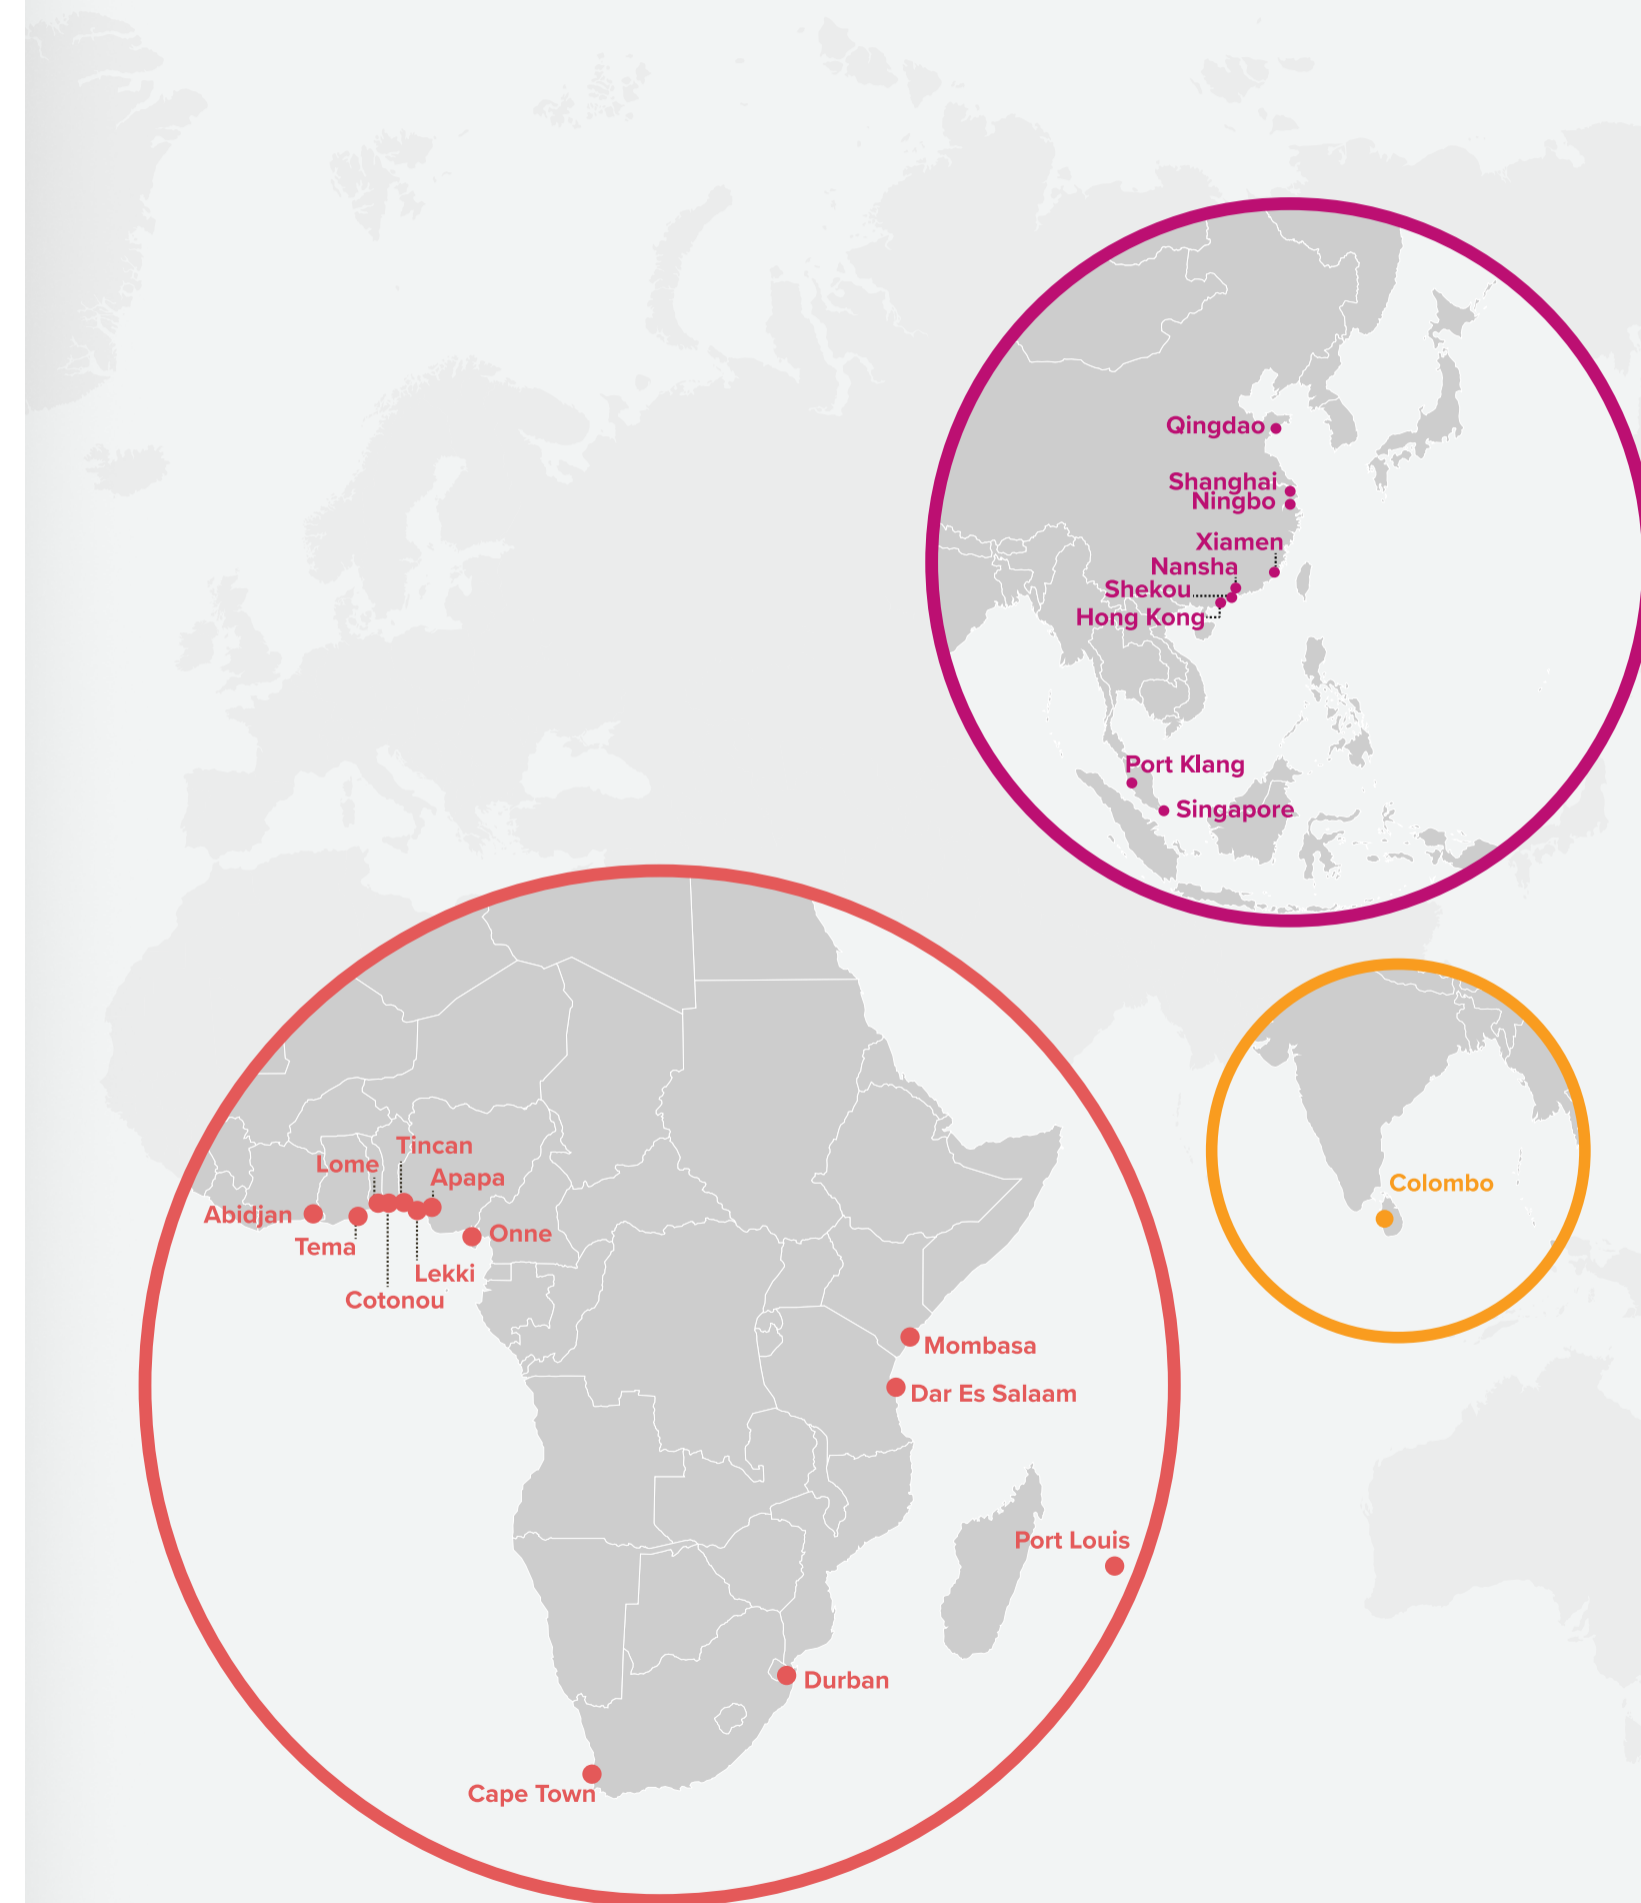 Qingdao
Shanghai
Ningbo
Xiamen
Nansha
Shekou
Hong Kong
Port Klang
Singapore
Tincan
Lome
Apapa
Abidjan
Tema
Onne
Lekki
Cotonou
Colombo
Mombasa
Dar Es Salaam
Port Louis
Durban
Cape Town